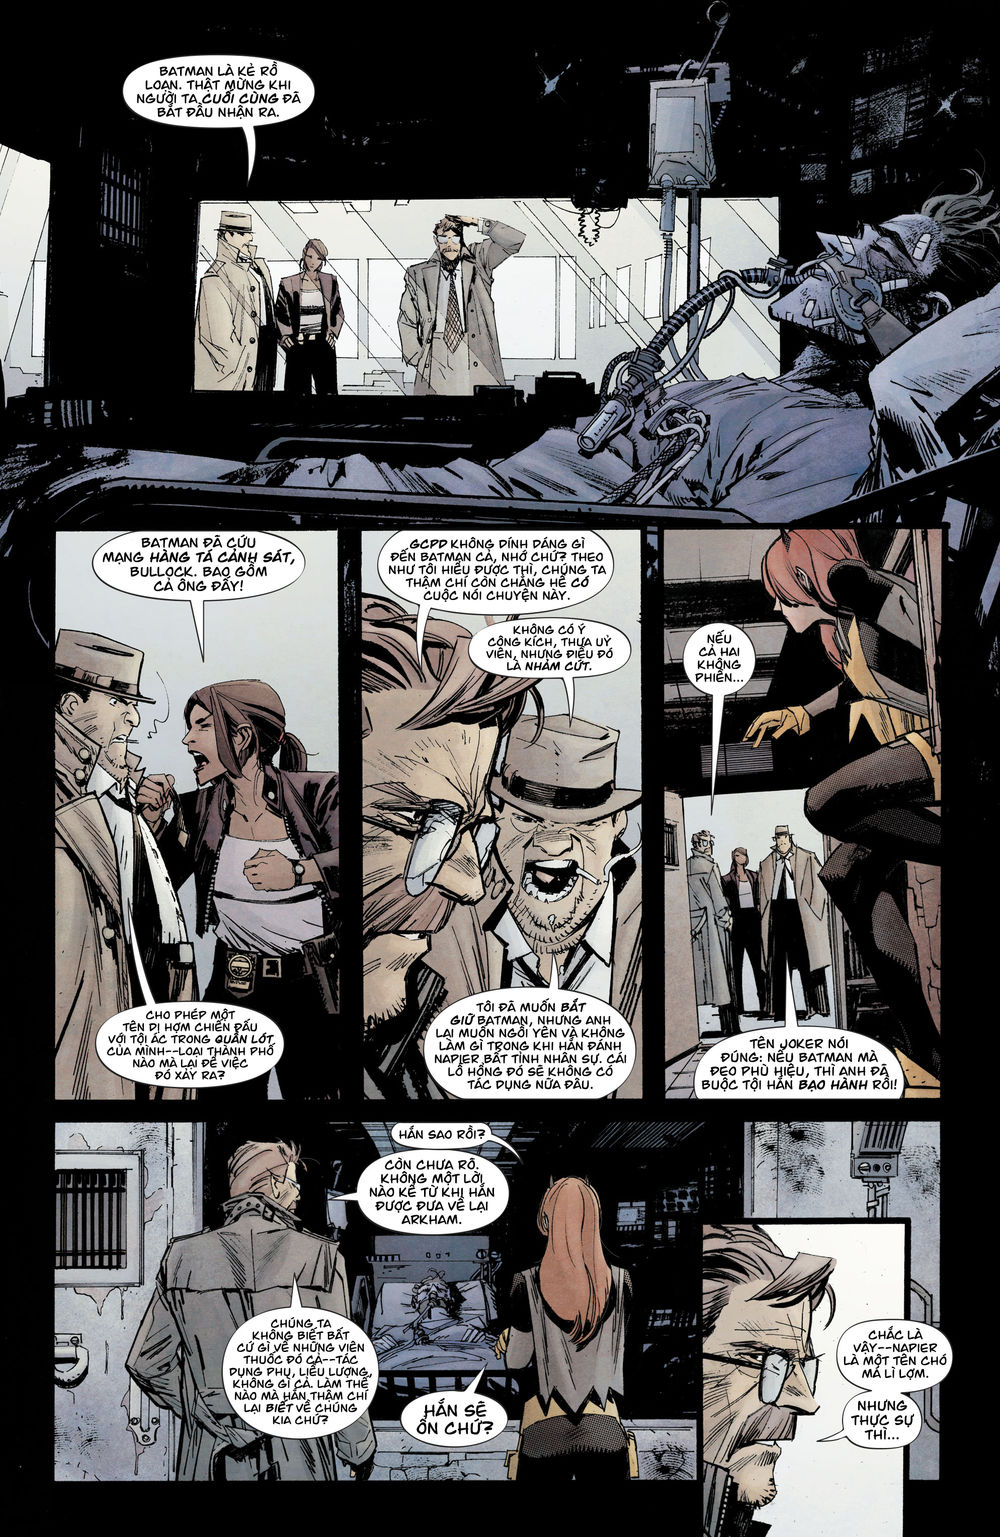 BATMAN LÀ KẺ RỒ
LOẠN. THẬT MỪNG KHI
NGƯỜI TA CUỐI CÙNG ĐÃ
BẮT ĐẦU NHẬN RA.
BATMAN ĐÃ CỨU
MẠNG HÀNG TÁ CẢNH SÁT,
BULLOCK. BAO GỒM
CẢ ÔNG ĐẤY!
CHO PHÉP MỘT
TÊN DỊ HỢM CHIẾN ĐẤU
VỚI TỘI ÁC TRONG QUẦN LÓT
CỦA MÌNH--LOẠI THÀNH PHỐ
NÀO MÀ LẠI ĐỂ VIỆC
ĐÓ XẢY RA?
GCPD KHÔNG DÍNH DÁNG GÌ
ĐẾN BATMAN CẢ, NHỚ CHỨ? THEO
NHƯ TÔI HIỂU ĐƯỢC THÌ, CHÚNG TA
THẬM CHÍ CÒN CHẲNG HỀ CÓ
CUỘC NÓI CHUYỆN NÀY.
KHÔNG CÓ Ý
CÔNG KÍCH, THƯA UỶ
VIÊN, NHƯNG ĐIỀU ĐÓ
LÀ NHẢM CỨT.
TÔI ĐÃ MUỐN BẮT
GIỮ BATMAN, NHƯNG ANH
LẠI MUỐN NGỒI YÊN VÀ KHÔNG
LÀM GÌ TRONG KHI HẮN ĐÁNH
NAPIER BẤT TỈNH NHÂN SỰ. CÁI
LỖ HỔNG ĐÓ SẼ KHÔNG CÓ
TÁC DỤNG NỮA ĐÂU.
NẾU
CẢ HAI
KHÔNG
PHIỀN...
TÊN JOKER NÓI
ĐÚNG: NẾU BATMAN MÀ
ĐEO PHÙ HIỆU, THÌ ANH ĐÃ
BUỘC TỘI HẮN BẠO HÀNH RỒI!
HẮN SAO RỒI?
CÒN CHƯA RÕ.
KHÔNG MỘT LỜI
NÀO KỂ TỪ KHI HẮN
ĐƯỢC ĐƯA VỀ LẠI
ARKHAM.
CHÚNG TA
KHÔNG BIẾT BẤT
CỨ GÌ VỀ NHỮNG VIÊN
THUỐC ĐÓ CẢ--TÁC
DỤNG PHỤ, LIỀU LƯỢNG,
KHÔNG GÌ CẢ. LÀM THẾ
NÀO MÀ HẮN THẬM CHÍ
LẠI BIẾT VỀ CHÚNG
KIA CHỨ?
HẮN SẼ
ỔN CHỨ?
CHẮC LÀ
VẬY--NAPIER
LÀ MỘT TÊN CHÓ
MÁ LÌ LỢM.
NHƯNG
THỰC SỰ
THÌ...